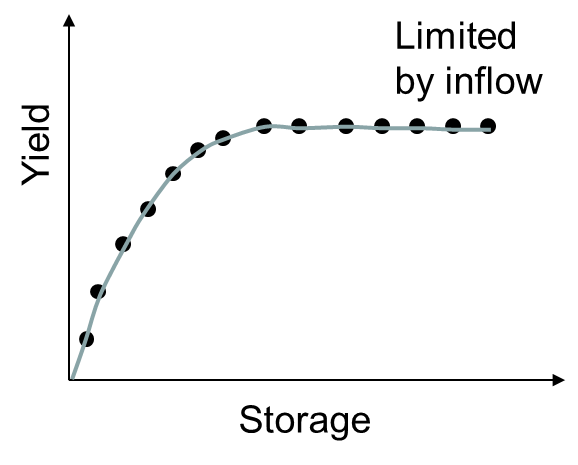 Limited
by inflow
Yield
Storage